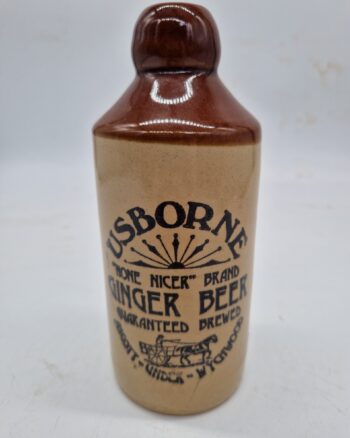 USBORNE
"NONE NICER" BRAND
GINGER BEER
GUARANTEED BREWED
ASCOTT-UNDER-WYCHWOOD